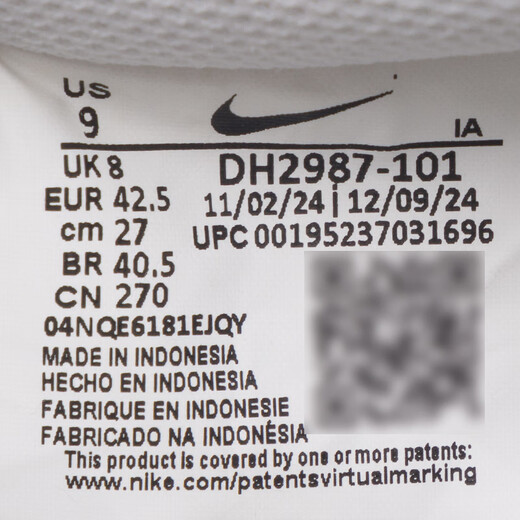 US
9
IA
UK 8
DH2987-101
EUR 42.5
11/02/24 | 12/09/24
cm 27
UPC 00195237031696
BR 40.5
CN 270
04NQE6181EJQY
MADE IN INDONESIA
HECHO EN INDONESIA
FABRIQUE EN INDONESIE
FABRICADO NA INDONÉSIA
This product is covered by one or more patents:
www.nike.com/patentsvirtualmarking